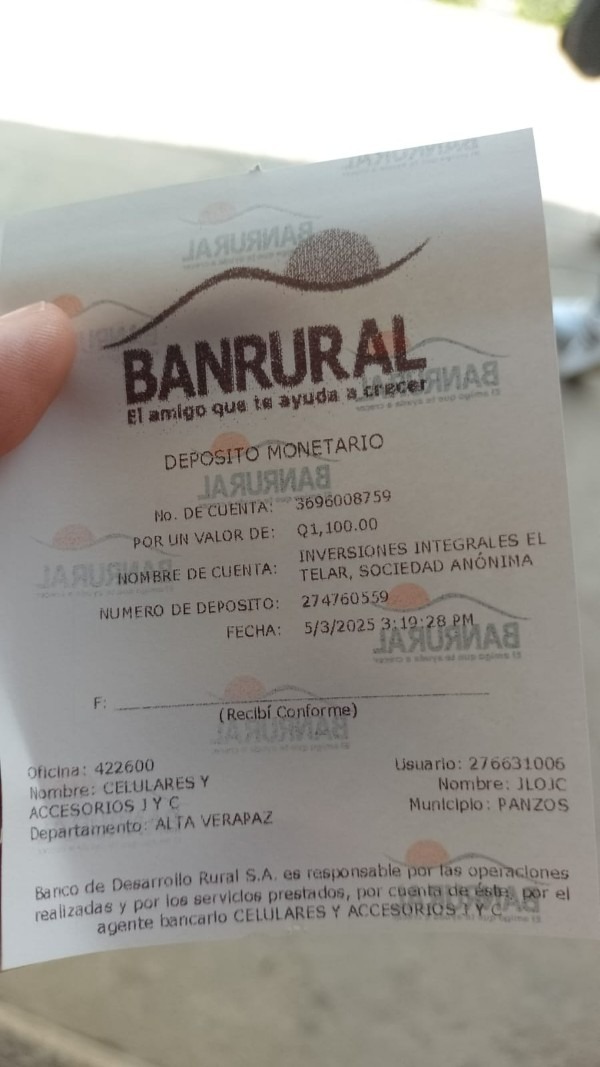 BANRURAL
El amigo que te ayuda a crecer
DEPOSITO MONETARIO
No. DE CUENTA: 3696008759
POR UN VALOR DE: Q1,100.00
NOMBRE DE CUENTA: INVERSIONES INTEGRALES EL
TELAR, SOCIEDAD ANÓNIMA
NUMERO DE DEPOSITO: 274760559
FECHA: 5/3/2025 3:19:28 PM
F:
(Recibí Conforme)
Oficina: 422600
Nombre: CELULARES Y
ACCESORIOS J Y C
Departamento: ALTA VERAPAZ
Usuario: 276631006
Nombre: JLOJC
Municipio: PANZOS
Banco de Desarrollo Rural S.A. es responsable por las operaciones
realizadas y por los servicios prestados, por cuenta de éste, por el
agente bancario CELULARES Y ACCESORIOS J Y C